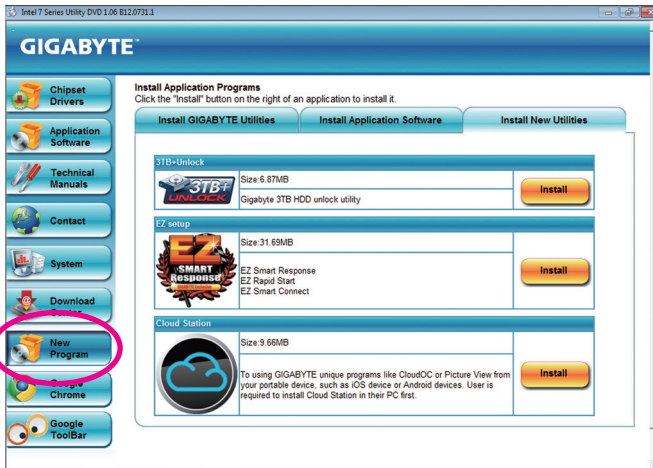 Intel 7 Series Utility DVD 1.06 B12.0731.1
GIGABYTE™
Chipset
Drivers
Application
Software
Technical
Manuals
Contact
System
Download
Center
New
Program
Google
Chrome
Google
ToolBar
Install Application Programs
Click the "Install" button on the right of an application to install it.
Install GIGABYTE Utilities
Install Application Software
Install New Utilities
3TB+Unlock
3TB+
UNLOCK
Size:6.87MB
Gigabyte 3TB HDD unlock utility
Install
EZ setup
EZ
SMART
Response
Size:31.69MB
EZ Smart Response
EZ Rapid Start
EZ Smart Connect
Install
Cloud Station
Size:9.66MB
To using GIGABYTE unique programs like CloudOC or Picture View from
your portable device, such as iOS device or Android devices. User is
required to install Cloud Station in their PC first.
Install